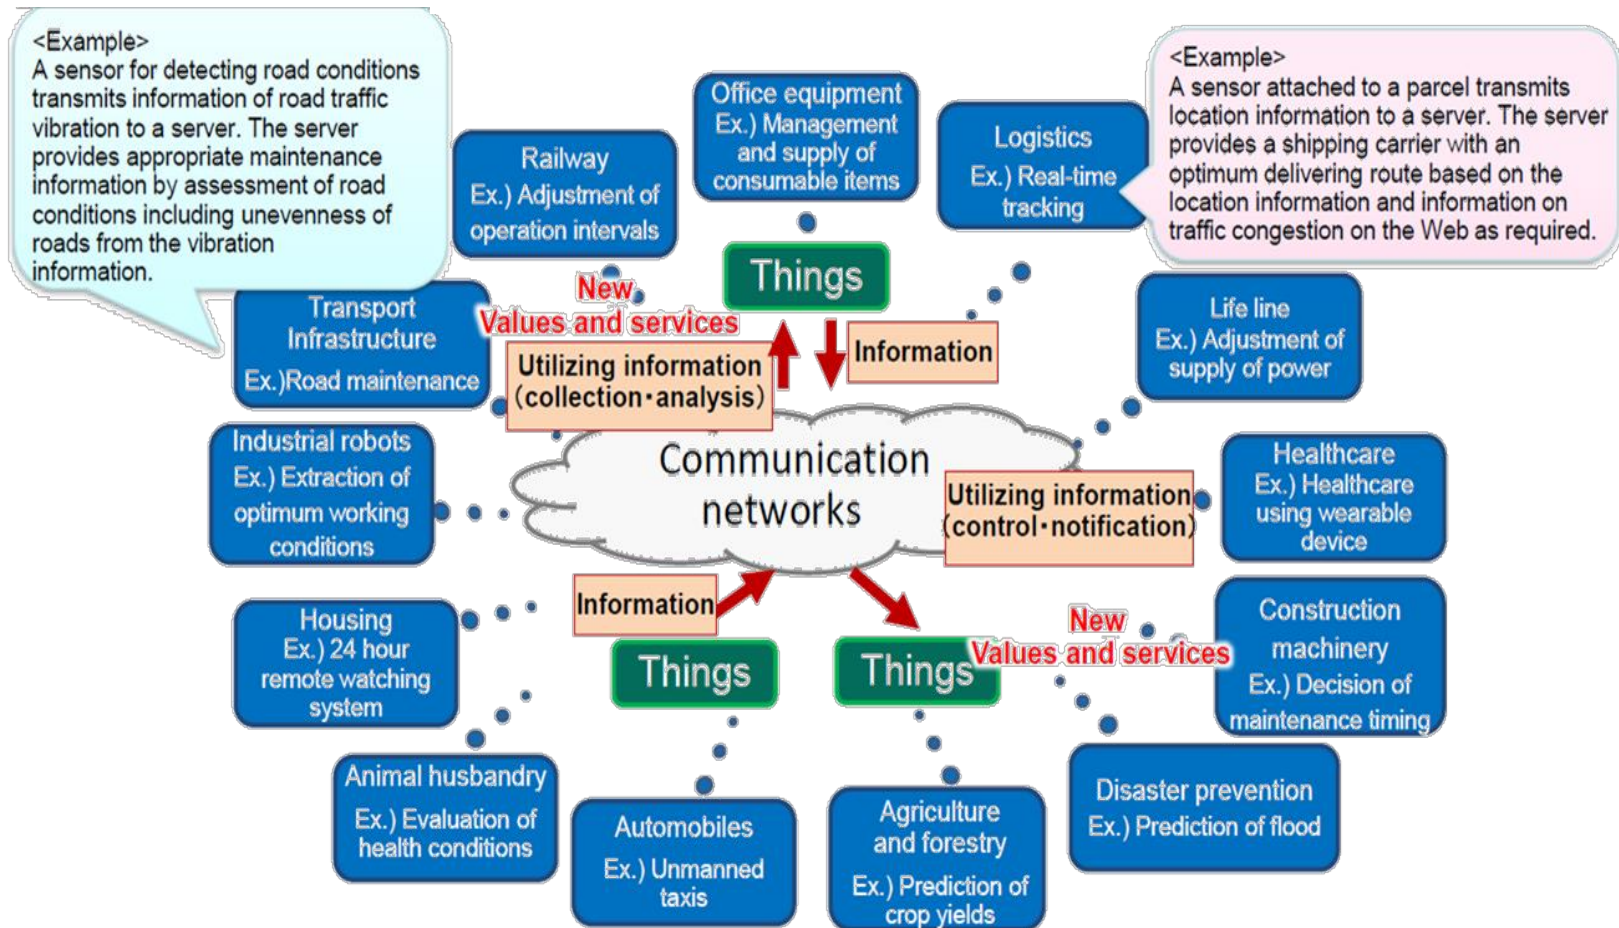 <Example>
A sensor for detecting road conditions
transmits information of road traffic
vibration to a server. The server
provides appropriate maintenance
information by assessment of road
conditions including unevenness of
roads from the vibration
information.
Railway
Ex.) Adjustment of
operation intervals
Office equipment
Ex.) Management
and supply of
consumable items
Logistics
Ex.) Real-time
tracking
<Example>
A sensor attached to a parcel transmits
location information to a server. The server
provides a shipping carrier with an
optimum delivering route based on the
location information and information on
traffic congestion on the Web as required.
Things
New
Values and services
Transport
Infrastructure
Ex.)Road maintenance
Utilizing information
(collection・analysis)
Information
Life line
Ex.) Adjustment of
supply of power
Industrial robots
Ex.) Extraction of
optimum working
conditions
Communication
networks
Utilizing information
(control・notification)
Healthcare
Ex.) Healthcare
using wearable
device
Information
Housing
Ex.) 24 hour
remote watching
system
Things
Things
New
Values and services
Construction
machinery
Ex.) Decision of
maintenance timing
Animal husbandry
Ex.) Evaluation of
health conditions
Automobiles
Ex.) Unmanned
taxis
Agriculture
and forestry
Ex.) Prediction of
crop yields
Disaster prevention
Ex.) Prediction of flood